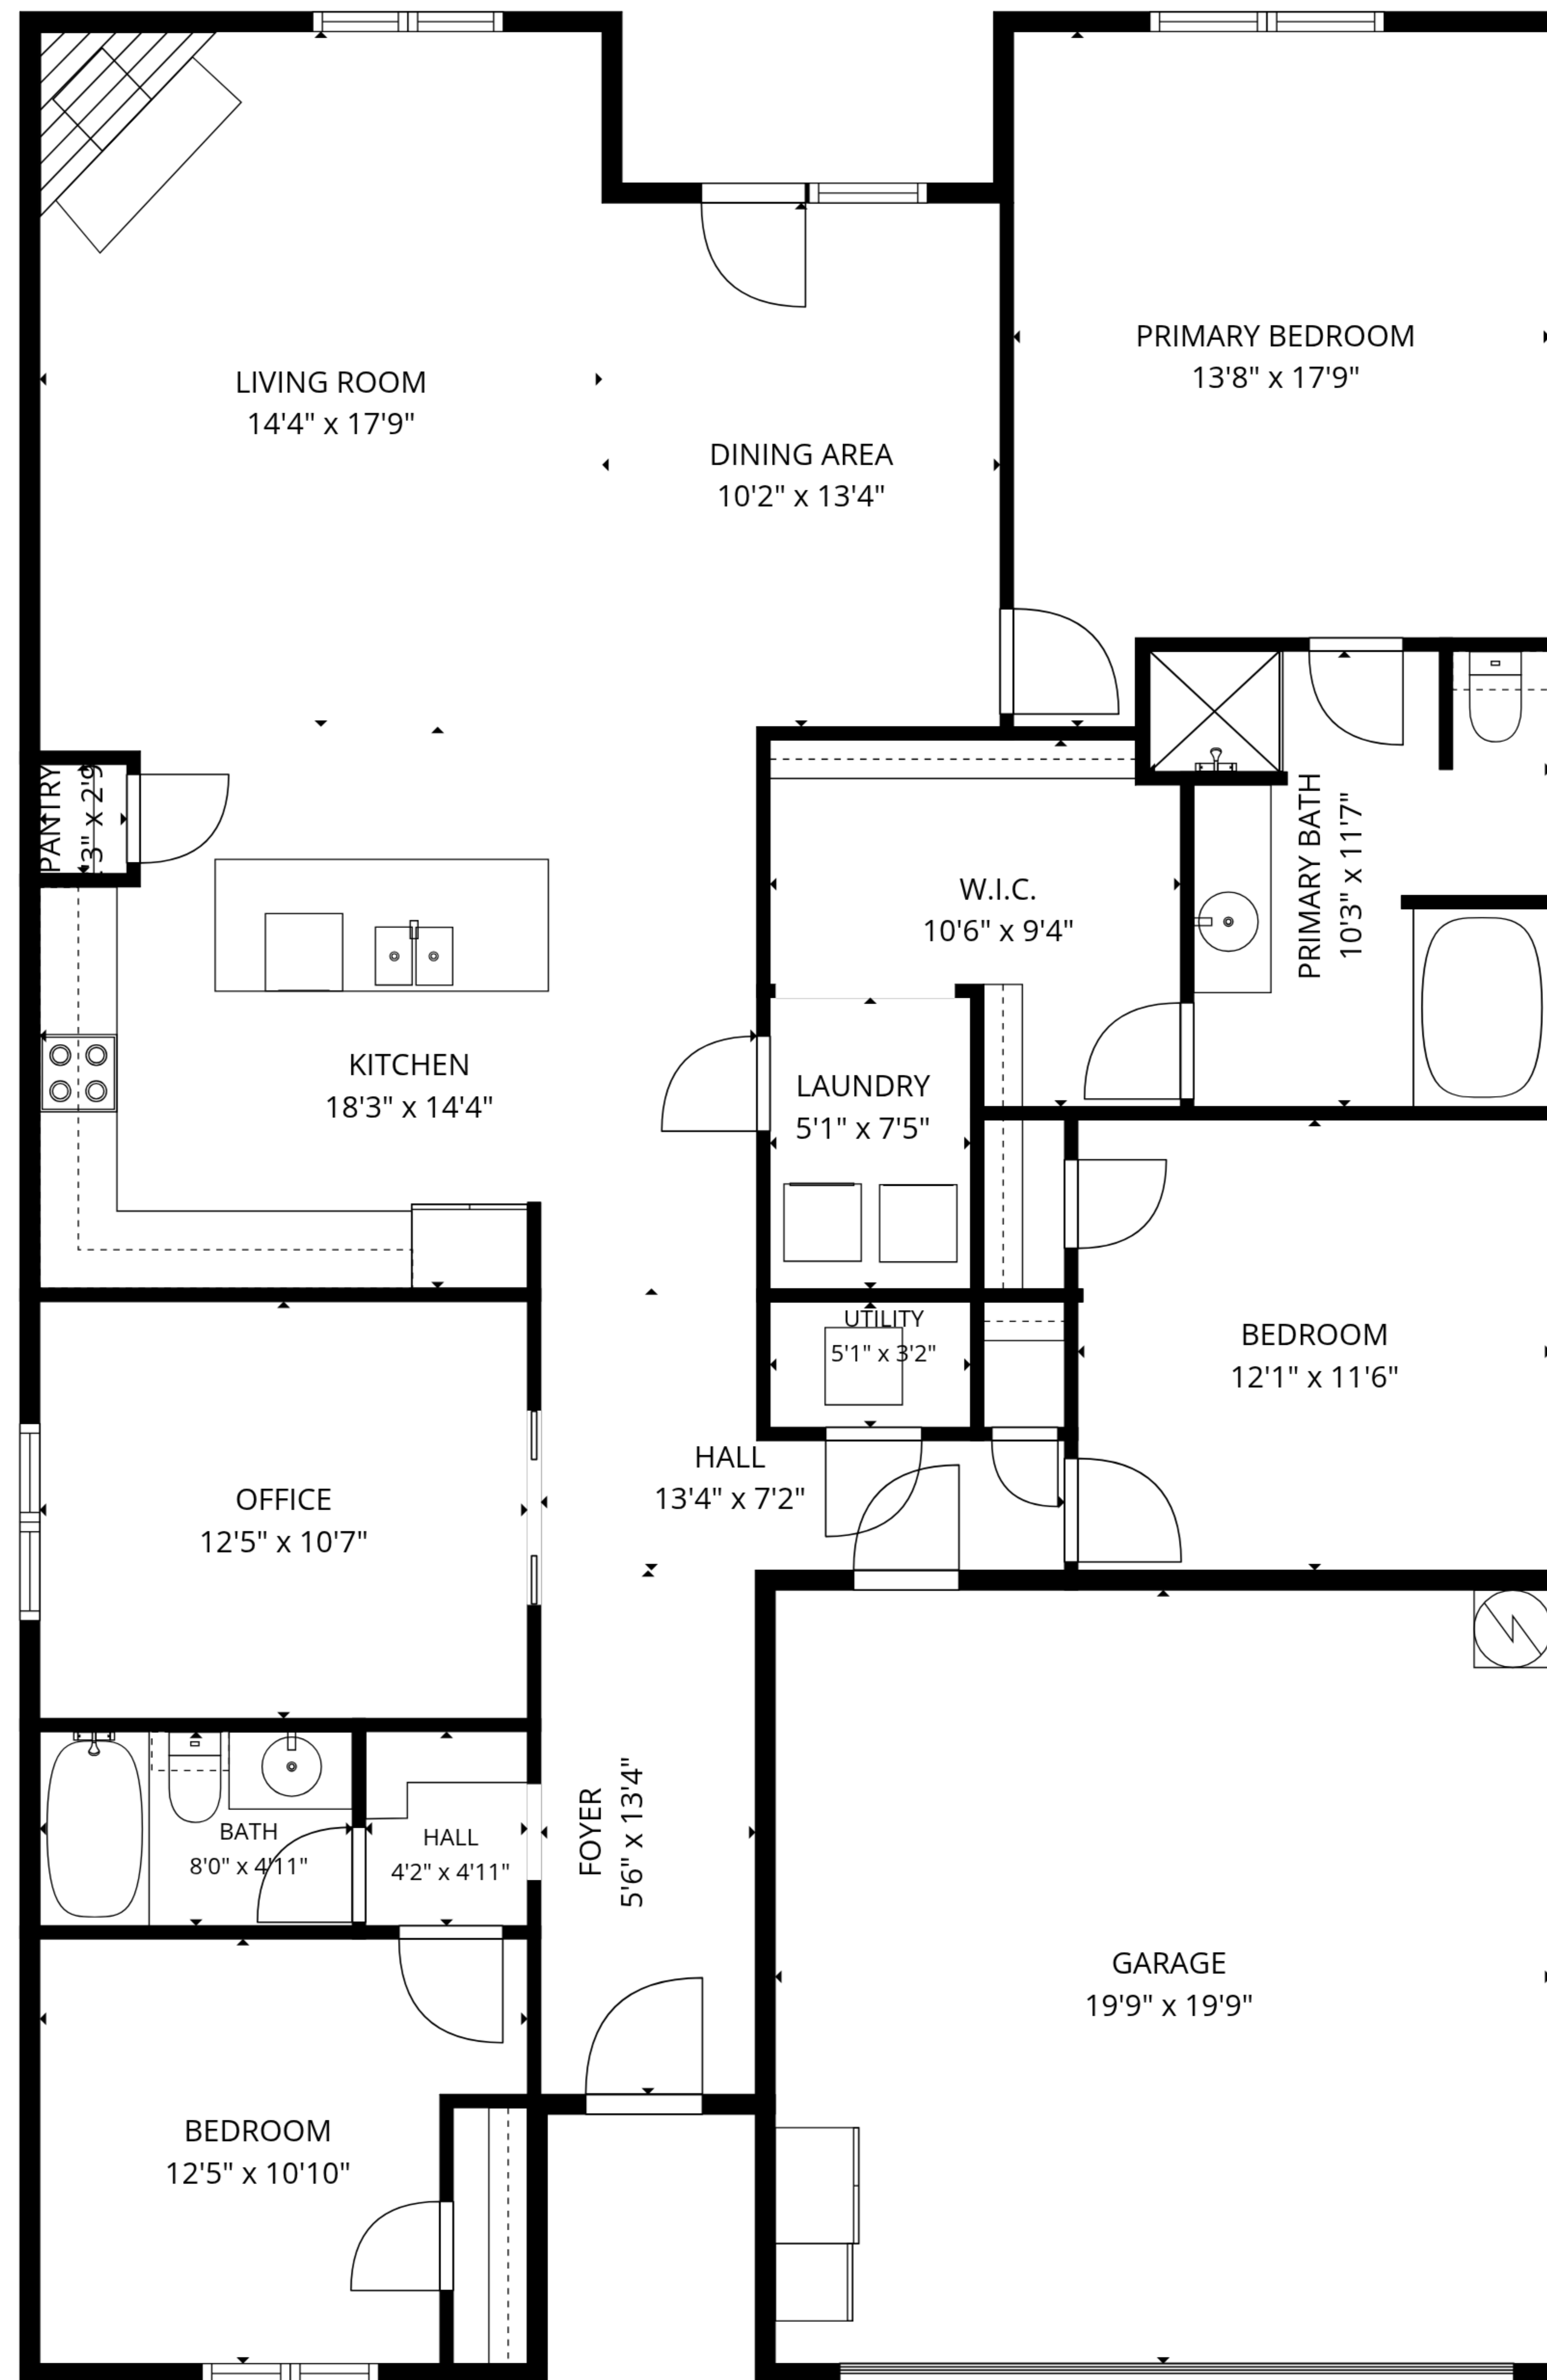 PRIMARY BEDROOM
13'8" x 17'9"
LIVING ROOM
14'4" x 17'9"
DINING AREA
10'2" x 13'4"
PANTRY
3" x 2'9
PRIMARY BATH
10'3" x 11'7"
W.I.C.
10'6" x 9'4"
KITCHEN
18'3" x 14'4"
LAUNDRY
5'1" x 7'5"
UTILITY
5'1" x 3'2"
BEDROOM
12'1" x 11'6"
HALL
13'4" x 7'2"
OFFICE
12'5" x 10'7"
BATH
8'0" x 4'11"
HALL
4'2" x 4'11"
FOYER
5'6" x 13'4"
GARAGE
19'9" x 19'9"
BEDROOM
12'5" x 10'10"